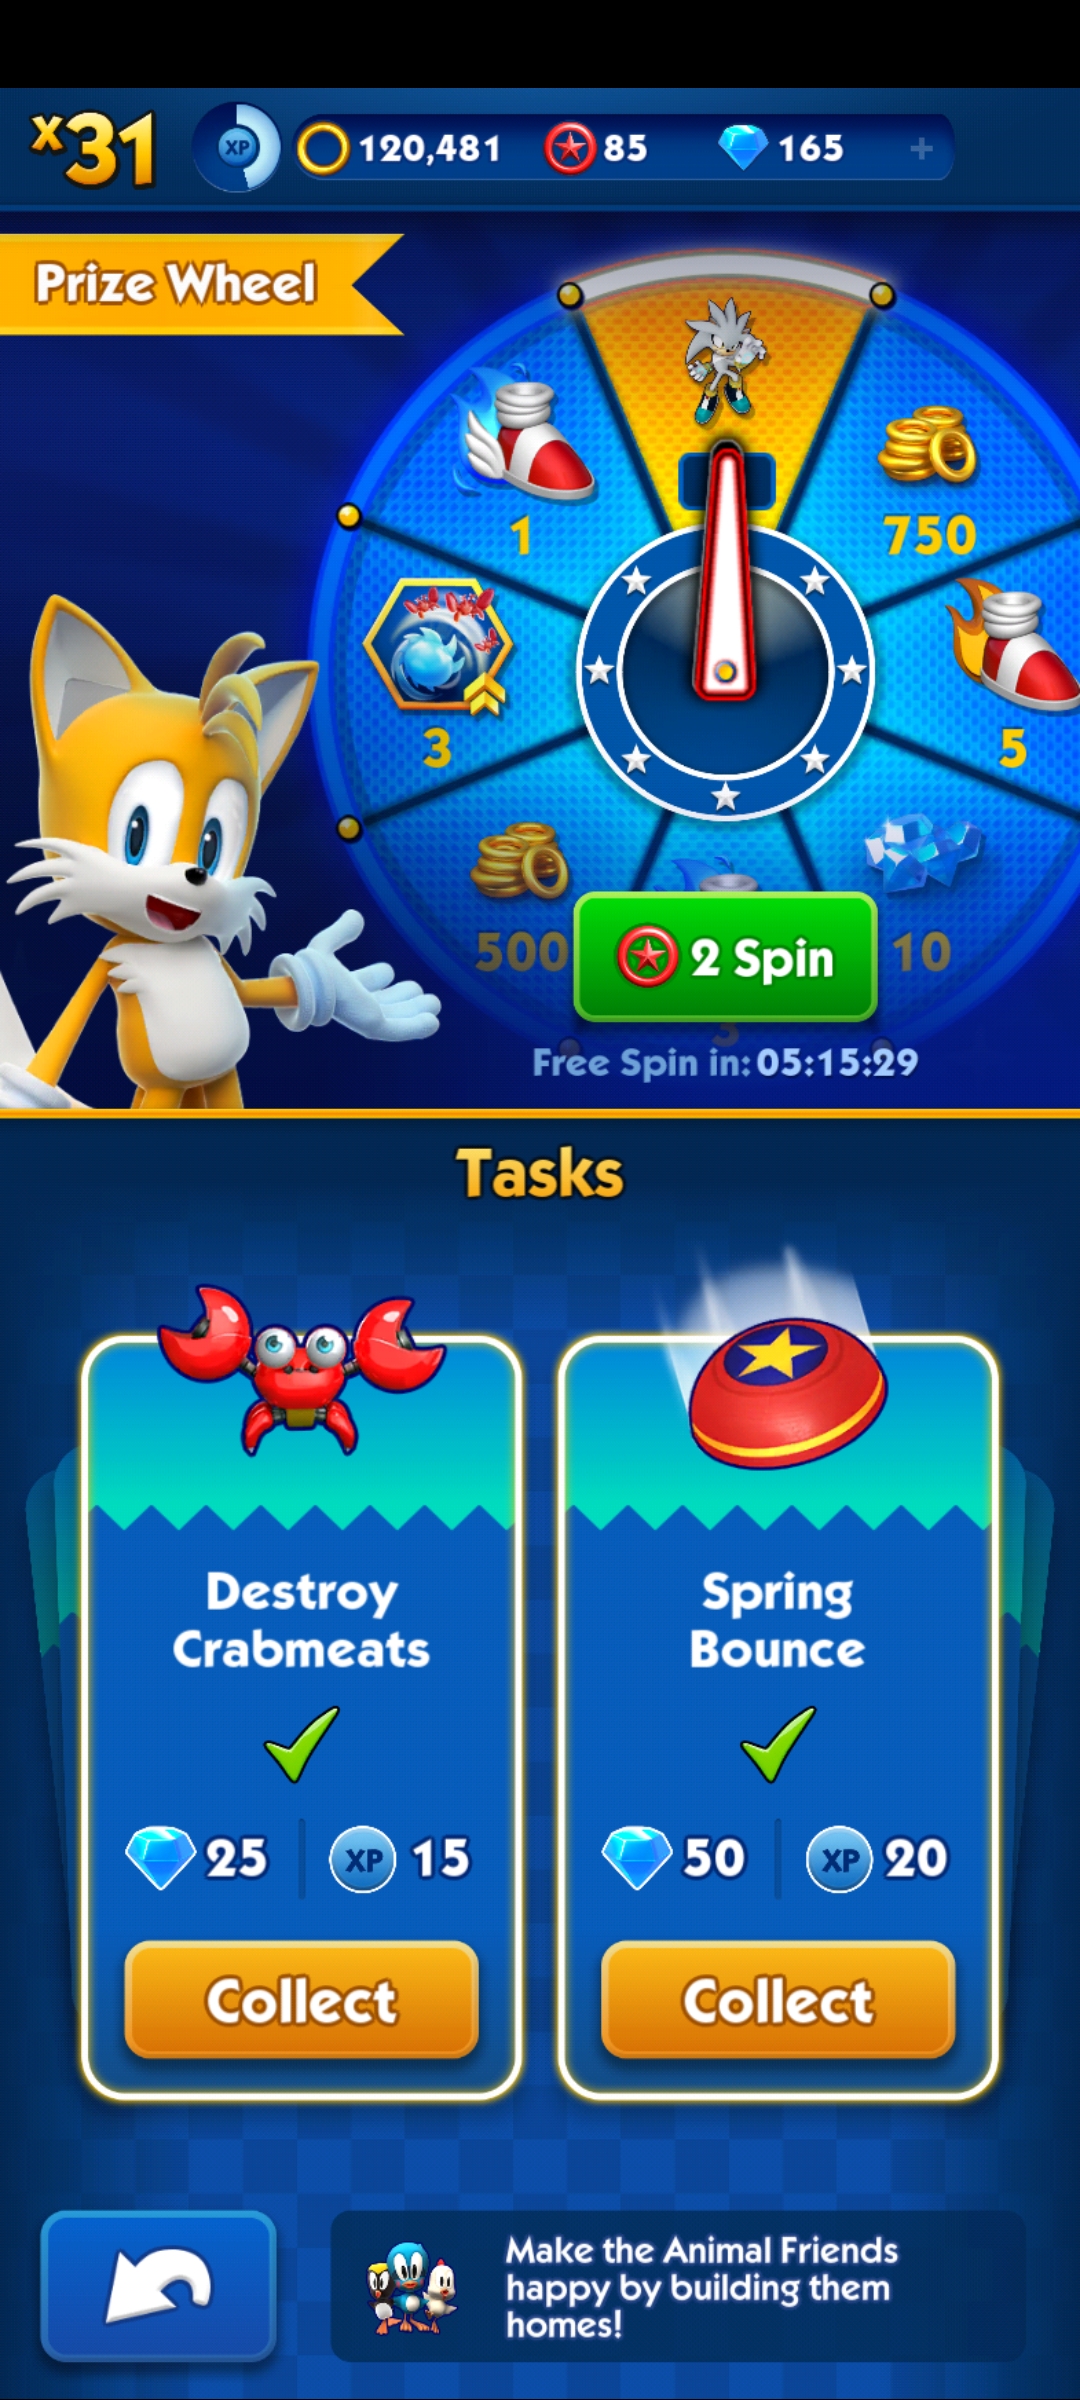 x31
XP
120,481
85
165
+
Prize Wheel
1
750
3
5
500
2 Spin
10
3
Free Spin in: 05:15:29
Tasks
Destroy
Crabmeats
25
XP
15
Collect
Spring
Bounce
50
XP
20
Collect
Make the Animal Friends
happy by building them
homes!